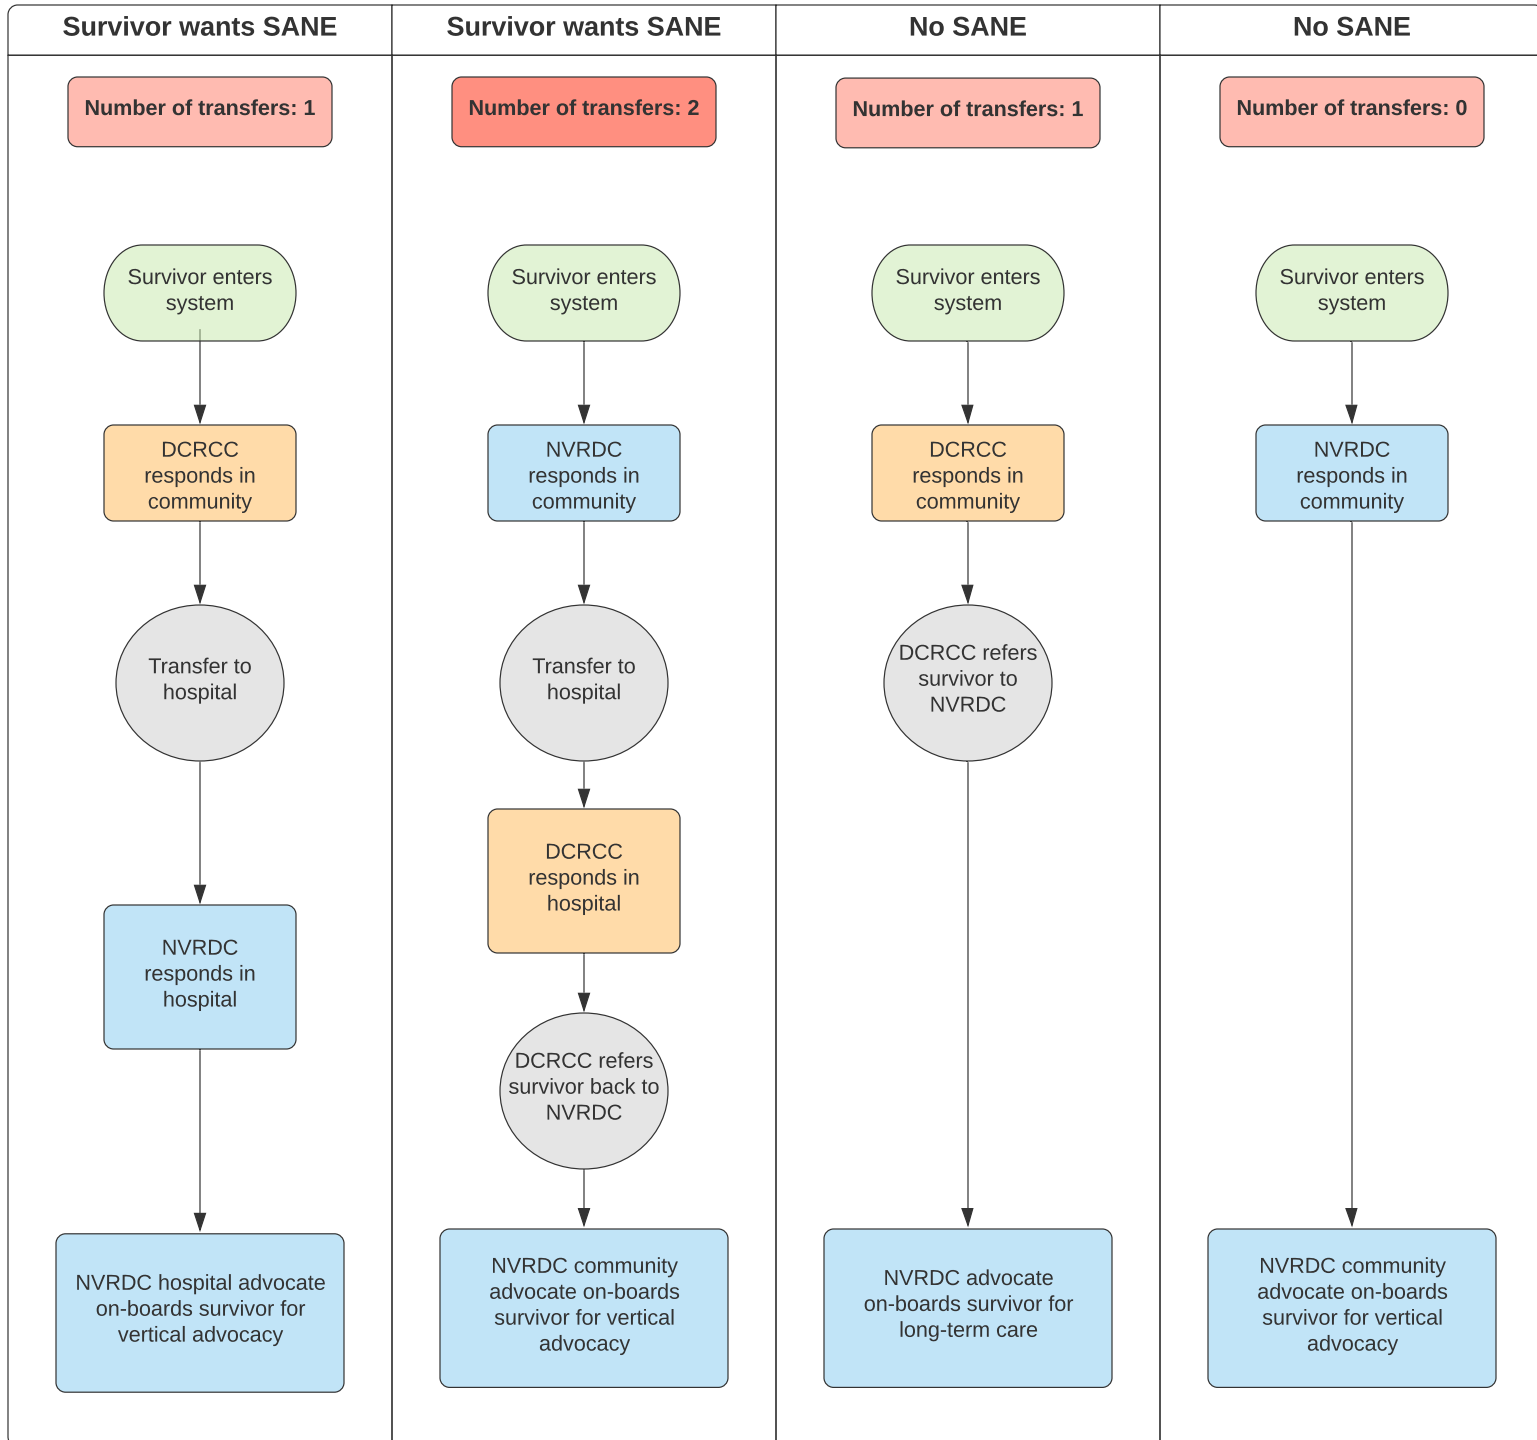 Survivor wants SANE
Number of transfers: 1
Survivor enters
system
DCRCC
responds in
community
Transfer to
hospital
NVRDC
responds in
hospital
NVRDC hospital advocate
on-boards survivor for
vertical advocacy
Survivor wants SANE
Number of transfers: 2
Survivor enters
system
NVRDC
responds in
community
Transfer to
hospital
DCRCC
responds in
hospital
DCRCC refers
survivor back to
NVRDC
NVRDC community
advocate on-boards
survivor for vertical
advocacy
No SANE
Number of transfers: 1
Survivor enters
system
DCRCC
responds in
community
DCRCC refers
survivor to
NVRDC
NVRDC advocate
on-boards survivor for
long-term care
No SANE
Number of transfers: 0
Survivor enters
system
NVRDC
responds in
community
NVRDC community
advocate on-boards
survivor for vertical
advocacy